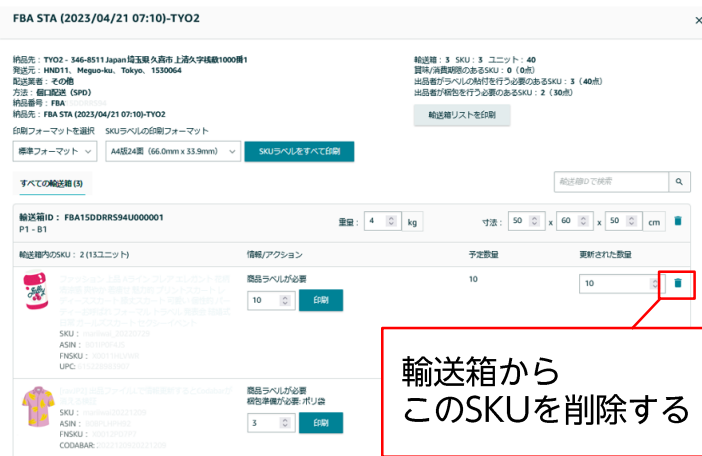 FBA STA (2023/04/21 07:10)-TYO2
×
納品先： TYO2 - 346-8511 Japan 埼玉県 久喜市 上清久字桟敷1000番1
発送元： HND11, Meguo-ku, Tokyo, 1530064
配送業者： その他
方法： 個口配送（SPD）
納品番号： FBA
納品名： FBA STA (2023/04/21 07:10)-TYO2
輸送箱： 3 SKU： 3 ユニット： 40
賞味/消費期限のあるSKU： 0（0点）
出品者がラベルの貼付を行う必要のあるSKU： 3（40点）
出品者が梱包を行う必要のあるSKU： 2（30点）
輸送箱リストを印刷
印刷フォーマットを選択 SKUラベルの印刷フォーマット
標準フォーマット A4版24面（66.0mm x 33.9mm） SKUラベルをすべて印刷
すべての輸送箱 (3)
輸送箱IDで検索
輸送箱ID： FBA15DDRRS94U000001
P1 - B1
重量： 4 kg
寸法： 50 x 60 x 50 cm
輸送箱内のSKU： 2 (13ユニット) 情報/アクション 予定数量 更新された数量
商品ラベルが必要
10 印刷
10
10
SKU：
ASIN：
FNSKU：
UPC:
商品ラベルが必要
梱包準備が必要: ポリ袋
3 印刷
SKU：
ASIN：
FNSKU：
CODABAR:
輸送箱から
このSKUを削除する